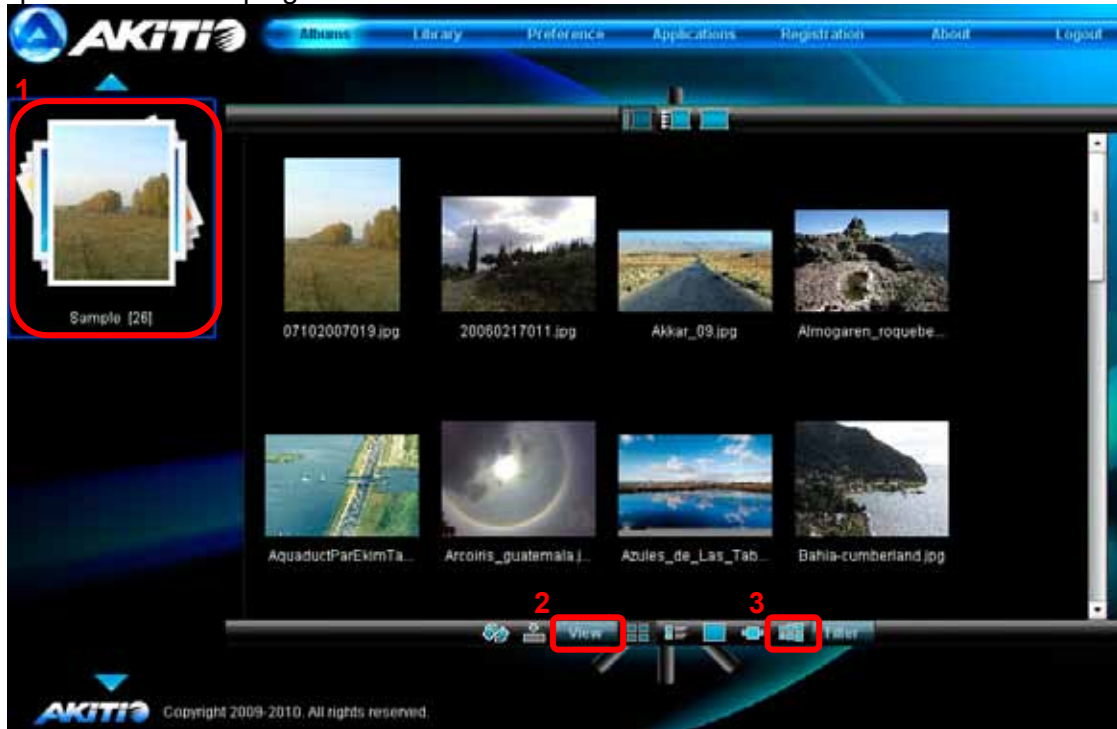 AKiTiO
Albums Library Preference Applications Registration About Logout
1
Sample [26]
07102007019.jpg 20060217011.jpg Akkar_09.jpg Almogaren_roquebe...
AquaductParEkimTa... Arcoiris_guatemala.j... Azules_de_Las_Tab... Bahia-cumberland.jpg
2 3
View Filter
AKiTiO Copyright 2009-2010. All rights reserved.